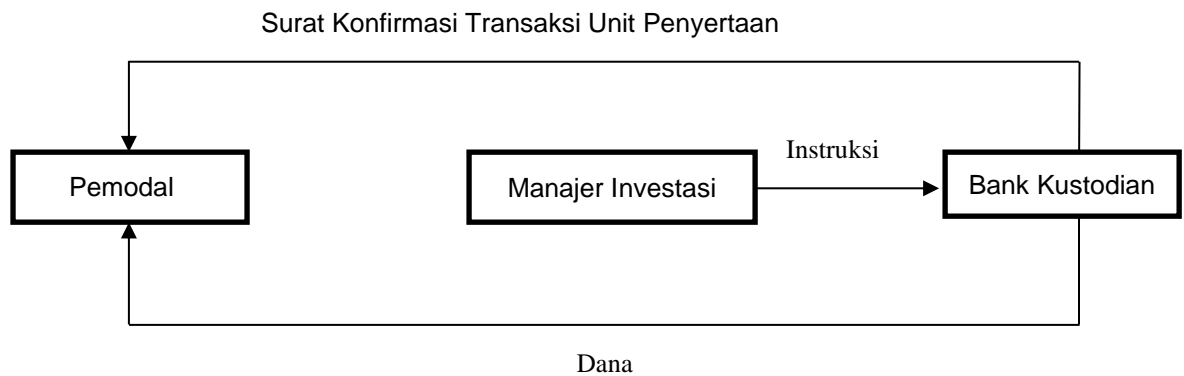 Surat Konfirmasi Transaksi Unit Penyertaan
Instruksi
Pemodal
Manajer Investasi
Bank Kustodian
Dana